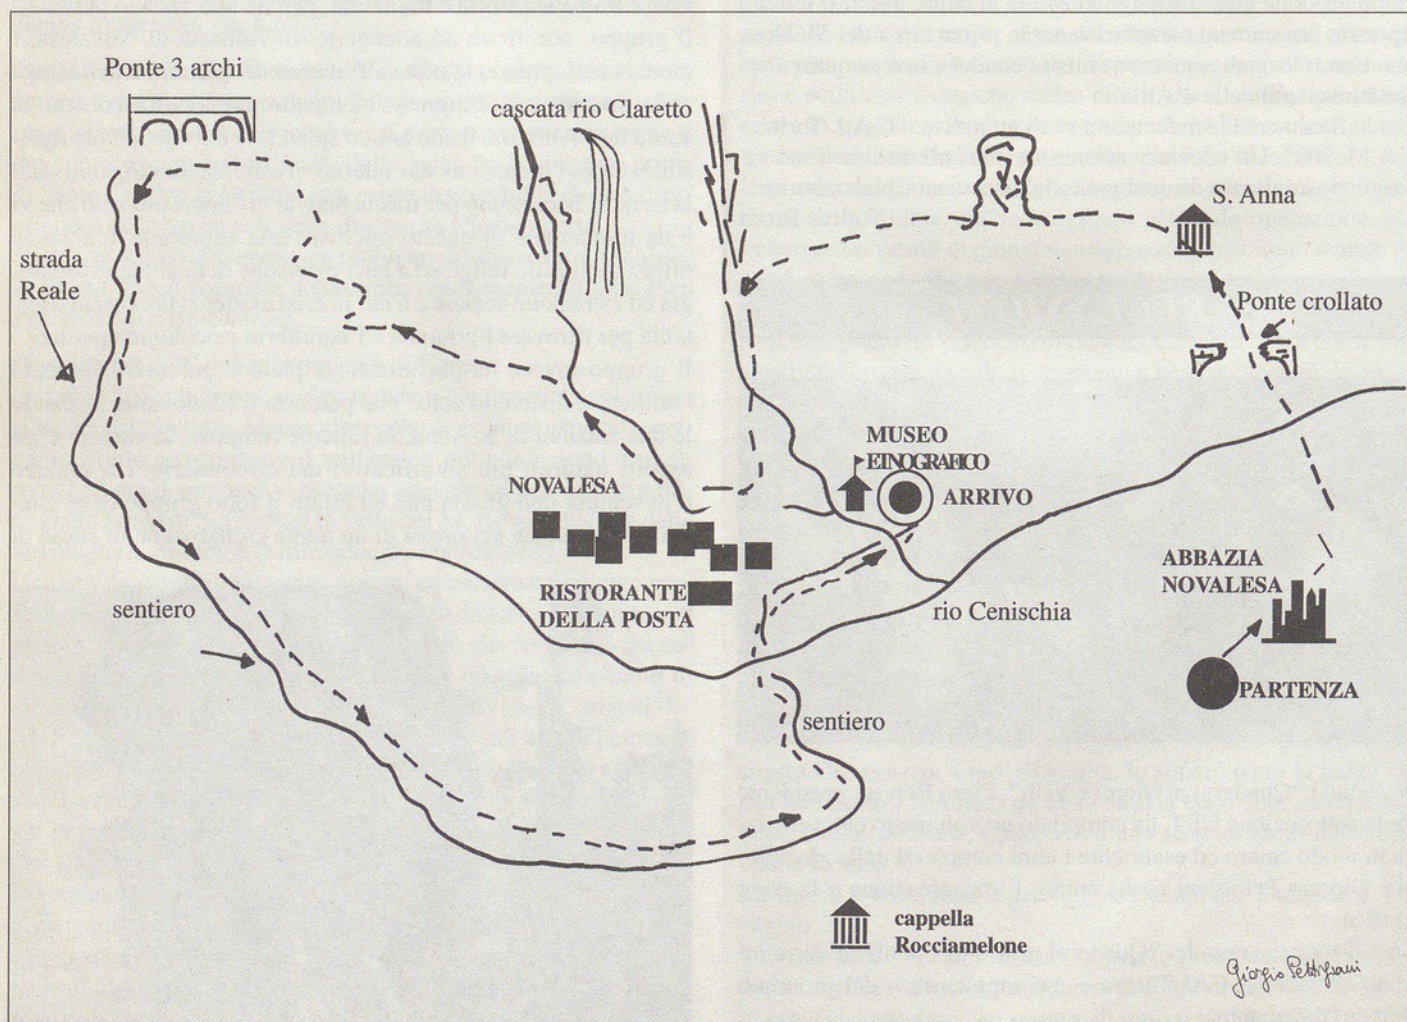 Ponte 3 archi
cascata rio Claretto
S. Anna
strada
Reale
Ponte crollato
MUSEO
ETNOGRAFICO
ARRIVO
NOVALESA
ABBAZIA
NOVALESA
RISTORANTE
DELLA POSTA
sentiero
rio Cenischia
PARTENZA
sentiero
cappella
Rocciamelone
Giorgio Pettigiani